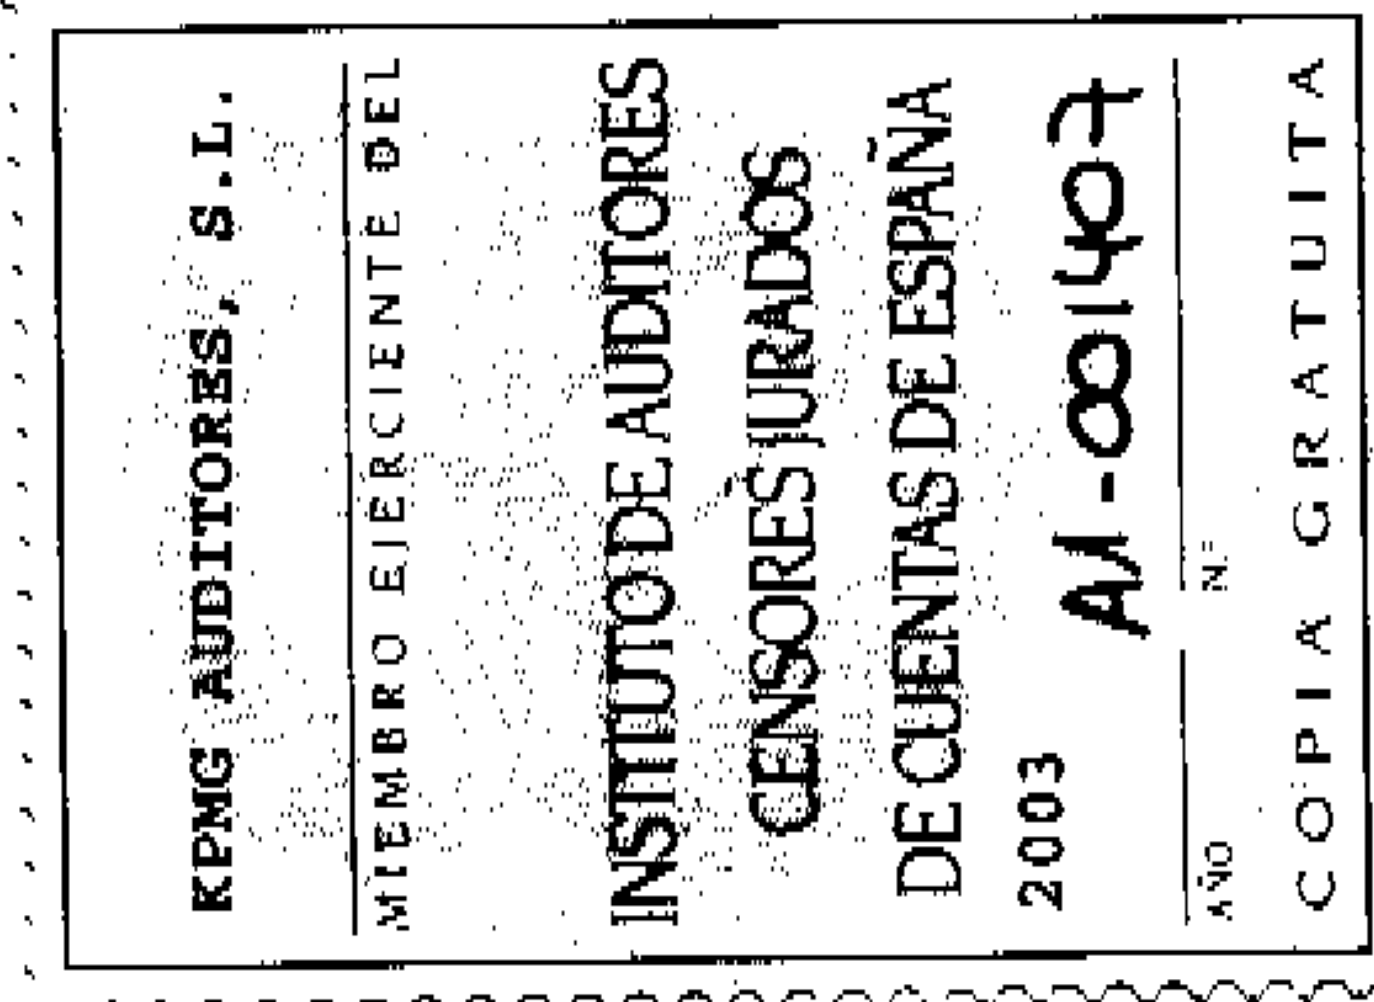 KPMG AUDITORES, S.L.
MIEMBRO EJERCIENTE DEL
INSTITUTO DE AUDITORES
CENSORES JURADOS
DE CUENTAS DE ESPAÑA
2003 AU-001407
AÑO Nº
COPIA GRATUITA